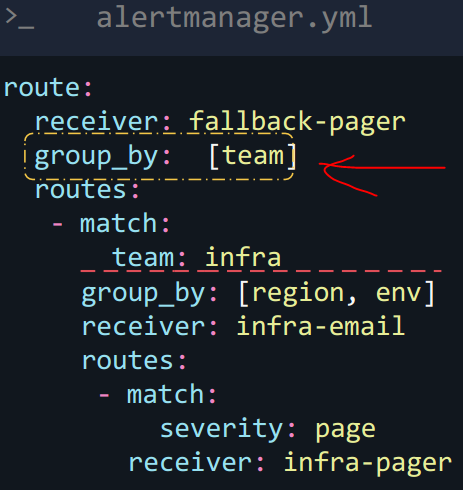 >_ alertmanager.yml
route:
  receiver: fallback-pager
  group_by:  [team]
  routes:
   - match:
       team: infra
     group_by: [region, env]
     receiver: infra-email
     routes:
      - match:
          severity: page
        receiver: infra-pager